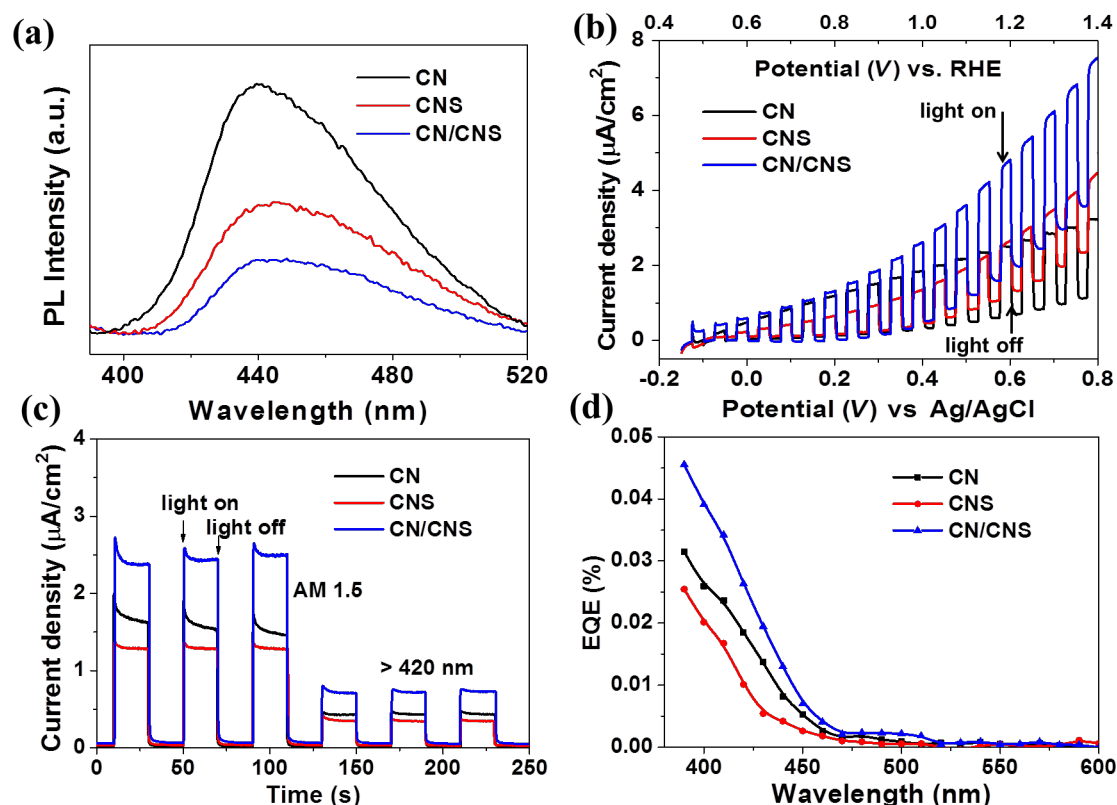 (a)
CN
CNS
CN/CNS
PL Intensity (a.u.)
400 440 480 520
Wavelength (nm)
(b)
0.4 0.6 0.8 1.0 1.2 1.4
Potential (V) vs. RHE
CN
CNS
CN/CNS
light on
light off
Current density (μA/cm²)
8
6
4
2
0
-0.2 0.0 0.2 0.4 0.6 0.8
Potential (V) vs Ag/AgCl
(c)
CN
CNS
CN/CNS
light on
light off
AM 1.5
> 420 nm
Current density (μA/cm²)
4
3
2
1
0
0 50 100 150 200 250
Time (s)
(d)
CN
CNS
CN/CNS
EQE (%)
0.05
0.04
0.03
0.02
0.01
0.00
400 450 500 550 600
Wavelength (nm)